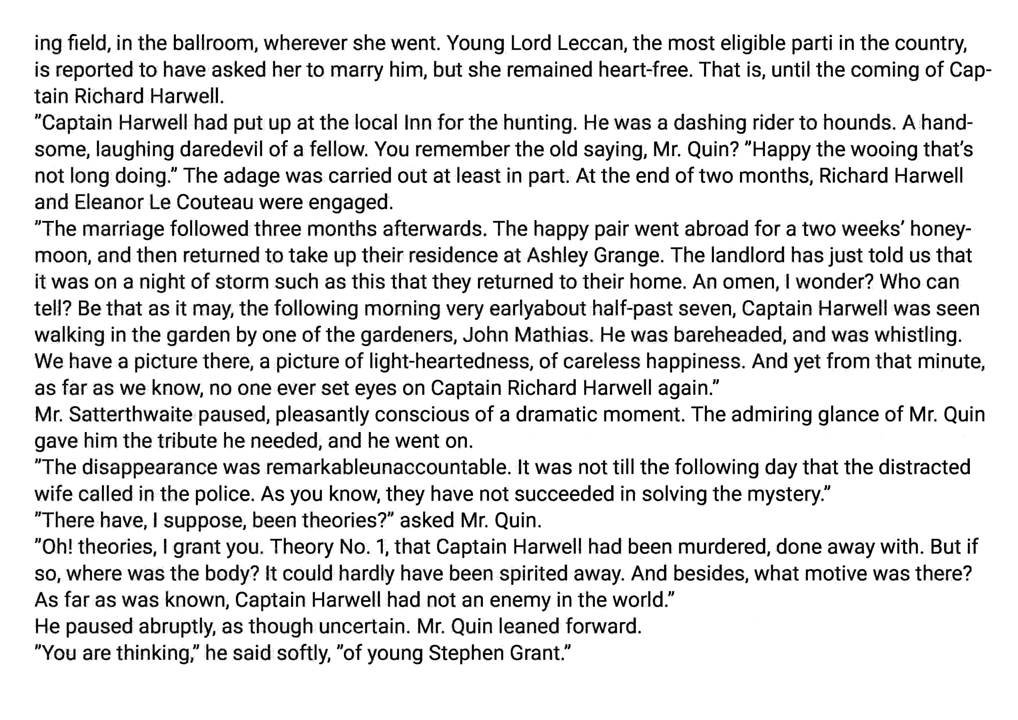 ing field, in the ballroom, wherever she went. Young Lord Leccan, the most eligible parti in the country,
is reported to have asked her to marry him, but she remained heart-free. That is, until the coming of Cap-
tain Richard Harwell.
"Captain Harwell had put up at the local Inn for the hunting. He was a dashing rider to hounds. A hand-
some, laughing daredevil of a fellow. You remember the old saying, Mr. Quin? "Happy the wooing that's
not long doing." The adage was carried out at least in part. At the end of two months, Richard Harwell
and Eleanor Le Couteau were engaged.
"The marriage followed three months afterwards. The happy pair went abroad for a two weeks' honey-
moon, and then returned to take up their residence at Ashley Grange. The landlord has just told us that
it was on a night of storm such as this that they returned to their home. An omen, I wonder? Who can
tell? Be that as it may, the following morning very earlyabout half-past seven, Captain Harwell was seen
walking in the garden by one of the gardeners, John Mathias. He was bareheaded, and was whistling.
We have a picture there, a picture of light-heartedness, of careless happiness. And yet from that minute,
as far as we know, no one ever set eyes on Captain Richard Harwell again."
Mr. Satterthwaite paused, pleasantly conscious of a dramatic moment. The admiring glance of Mr. Quin
gave him the tribute he needed, and he went on.
"The disappearance was remarkableunaccountable. It was not till the following day that the distracted
wife called in the police. As you know, they have not succeeded in solving the mystery."
"There have, I suppose, been theories?" asked Mr. Quin.
"Oh! theories, I grant you. Theory No. 1, that Captain Harwell had been murdered, done away with. But if
so, where was the body? It could hardly have been spirited away. And besides, what motive was there?
As far as was known, Captain Harwell had not an enemy in the world."
He paused abruptly, as though uncertain. Mr. Quin leaned forward.
"You are thinking," he said softly, "of young Stephen Grant."